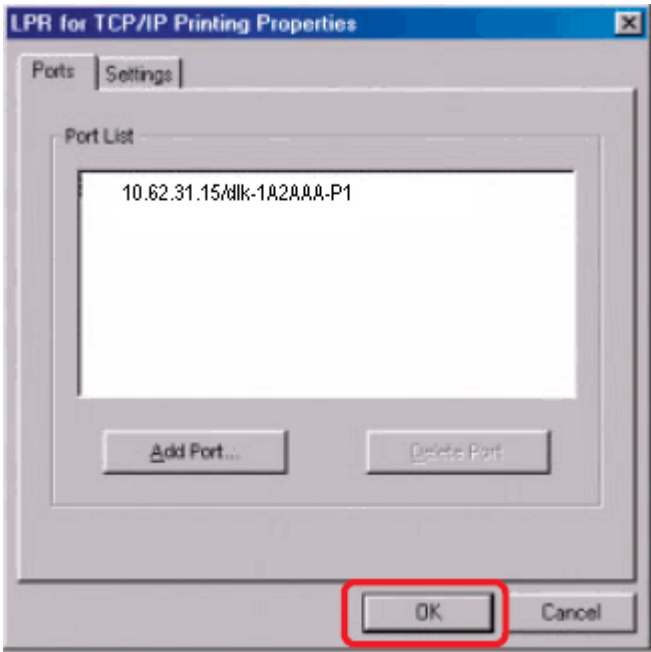 LPR for TCP/IP Printing Properties
Ports Settings
Port List
10.62.31.15/dlk-1A2AAA-P1
Add Port... Delete Port
OK Cancel